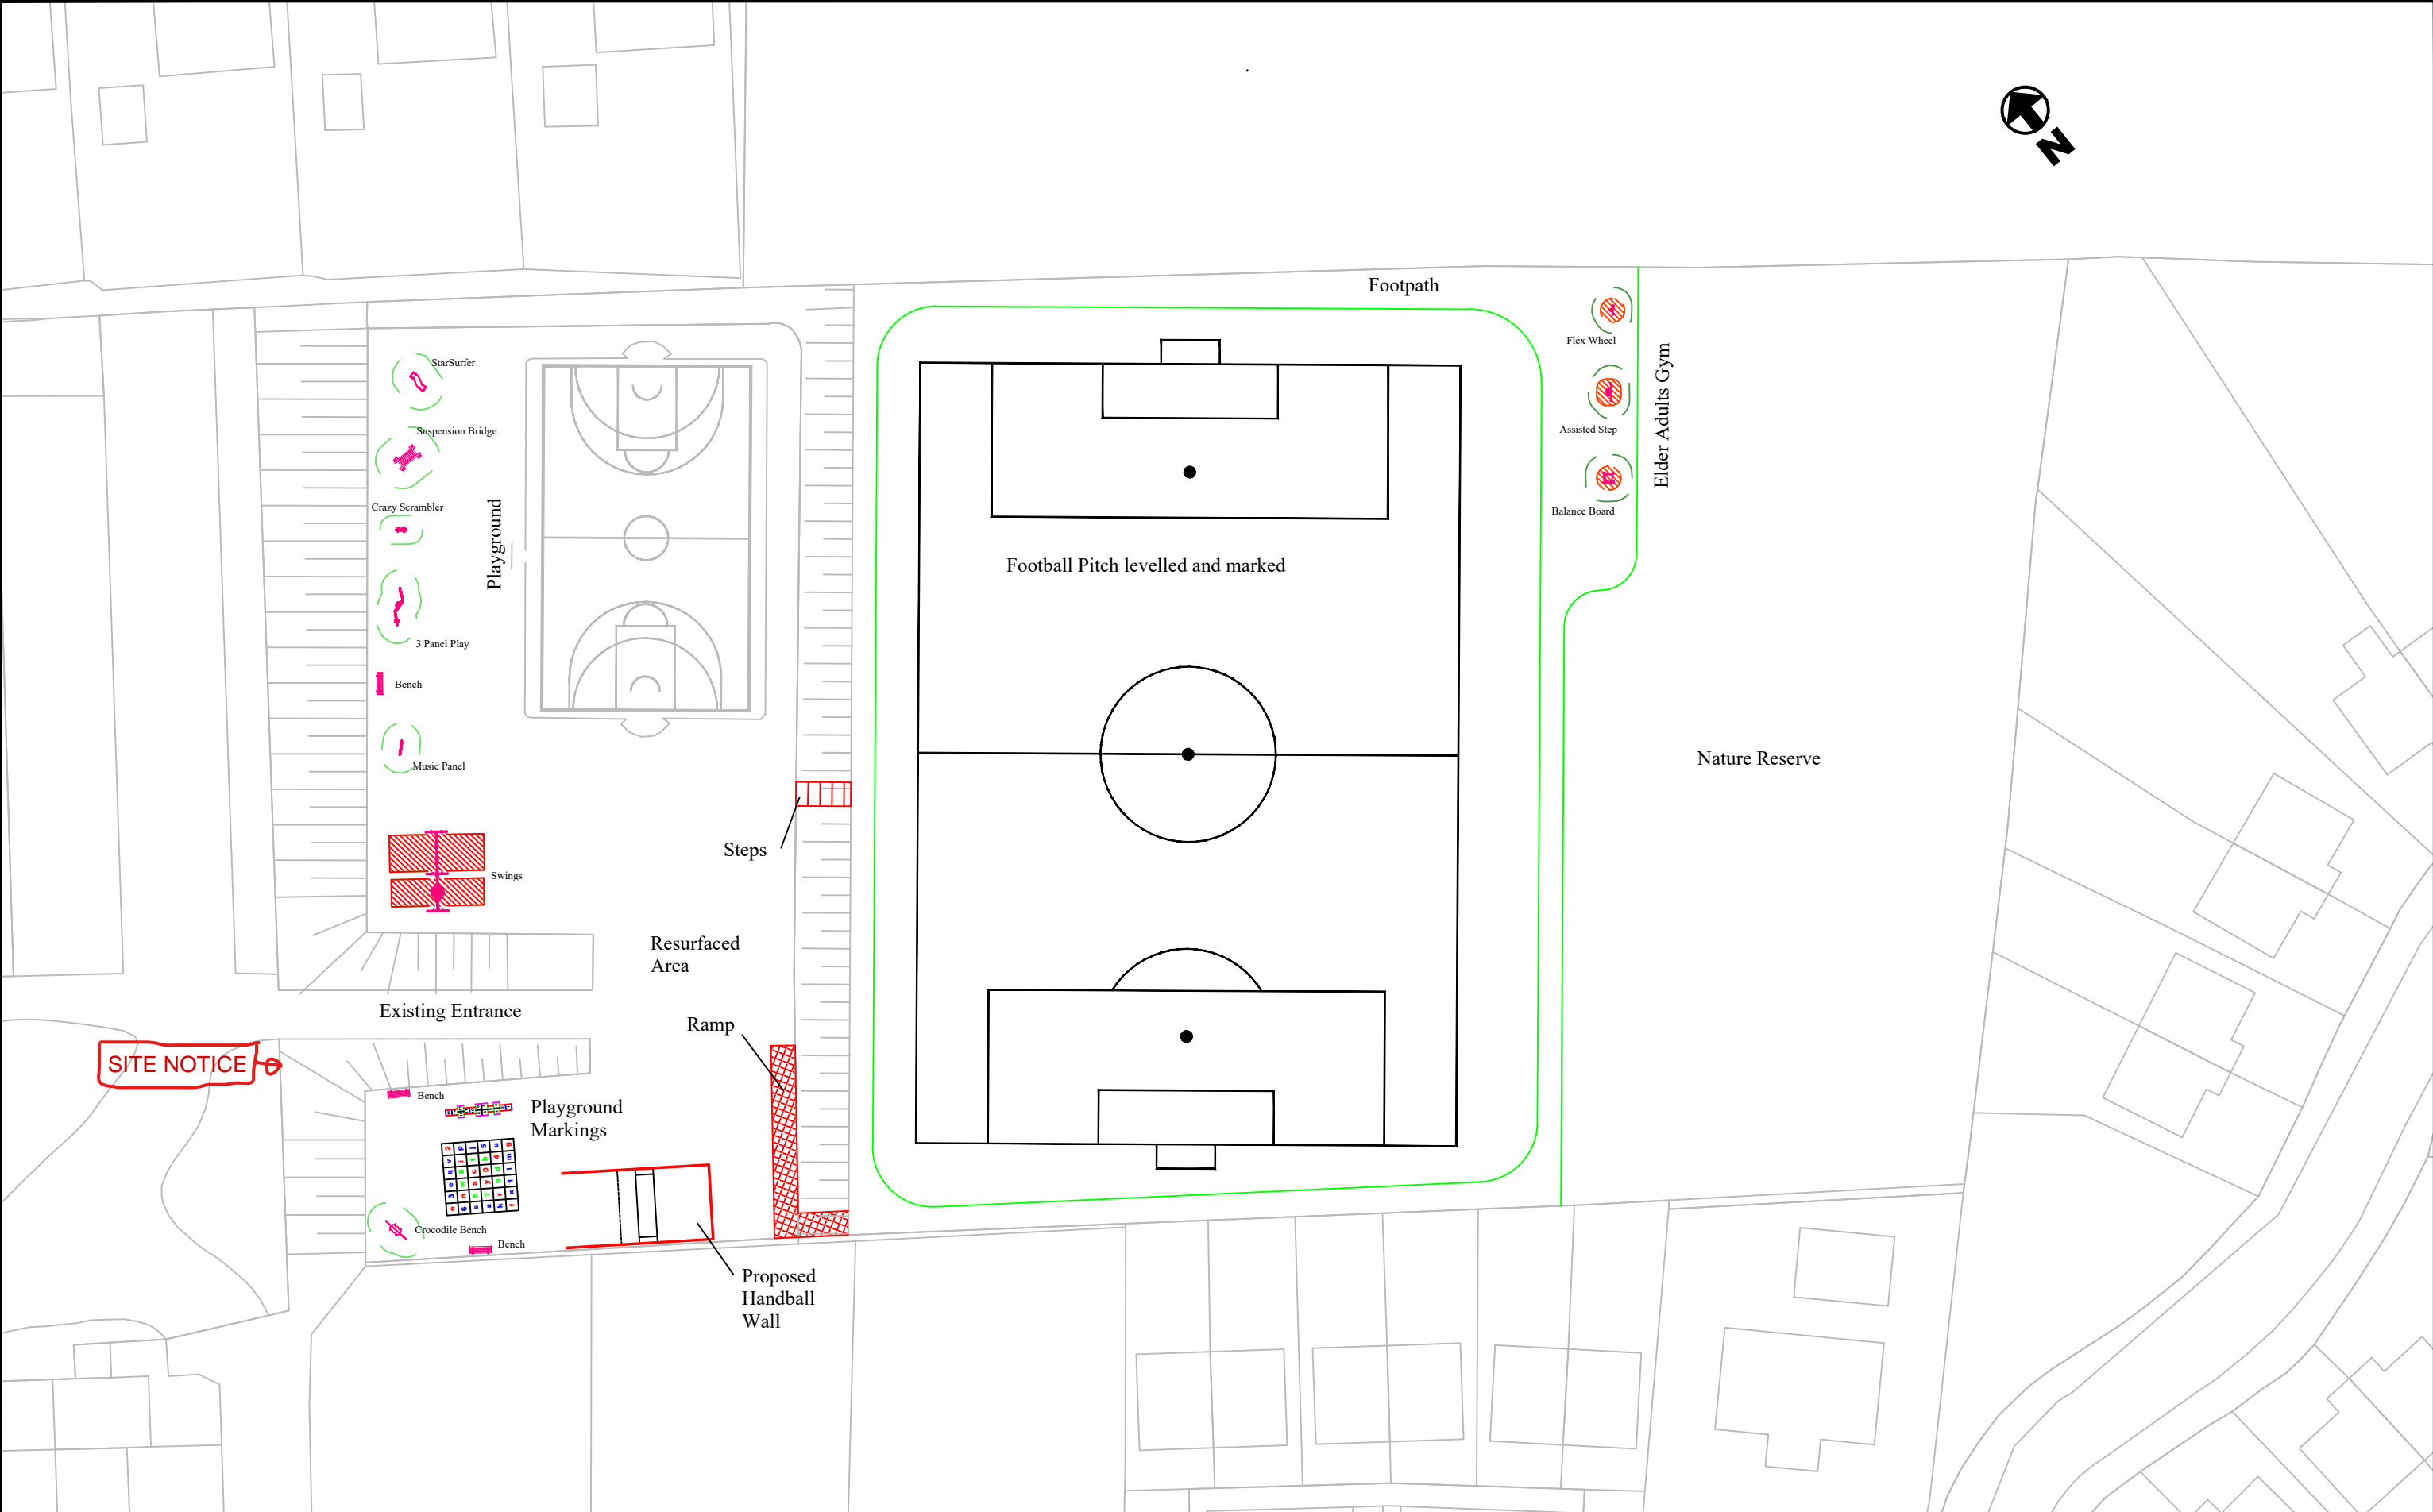 N
Footpath
Flex Wheel
StarSurfer
Elder Adults Gym
Assisted Step
Suspension Bridge
Crazy Scrambler
Balance Board
Playground
Football Pitch levelled and marked
3 Panel Play
Bench
Music Panel
Nature Reserve
Steps
Swings
Resurfaced
Area
Existing Entrance
Ramp
SITE NOTICE
Bench
Playground
Markings
Crocodile Bench
Bench
Proposed
Handball
Wall